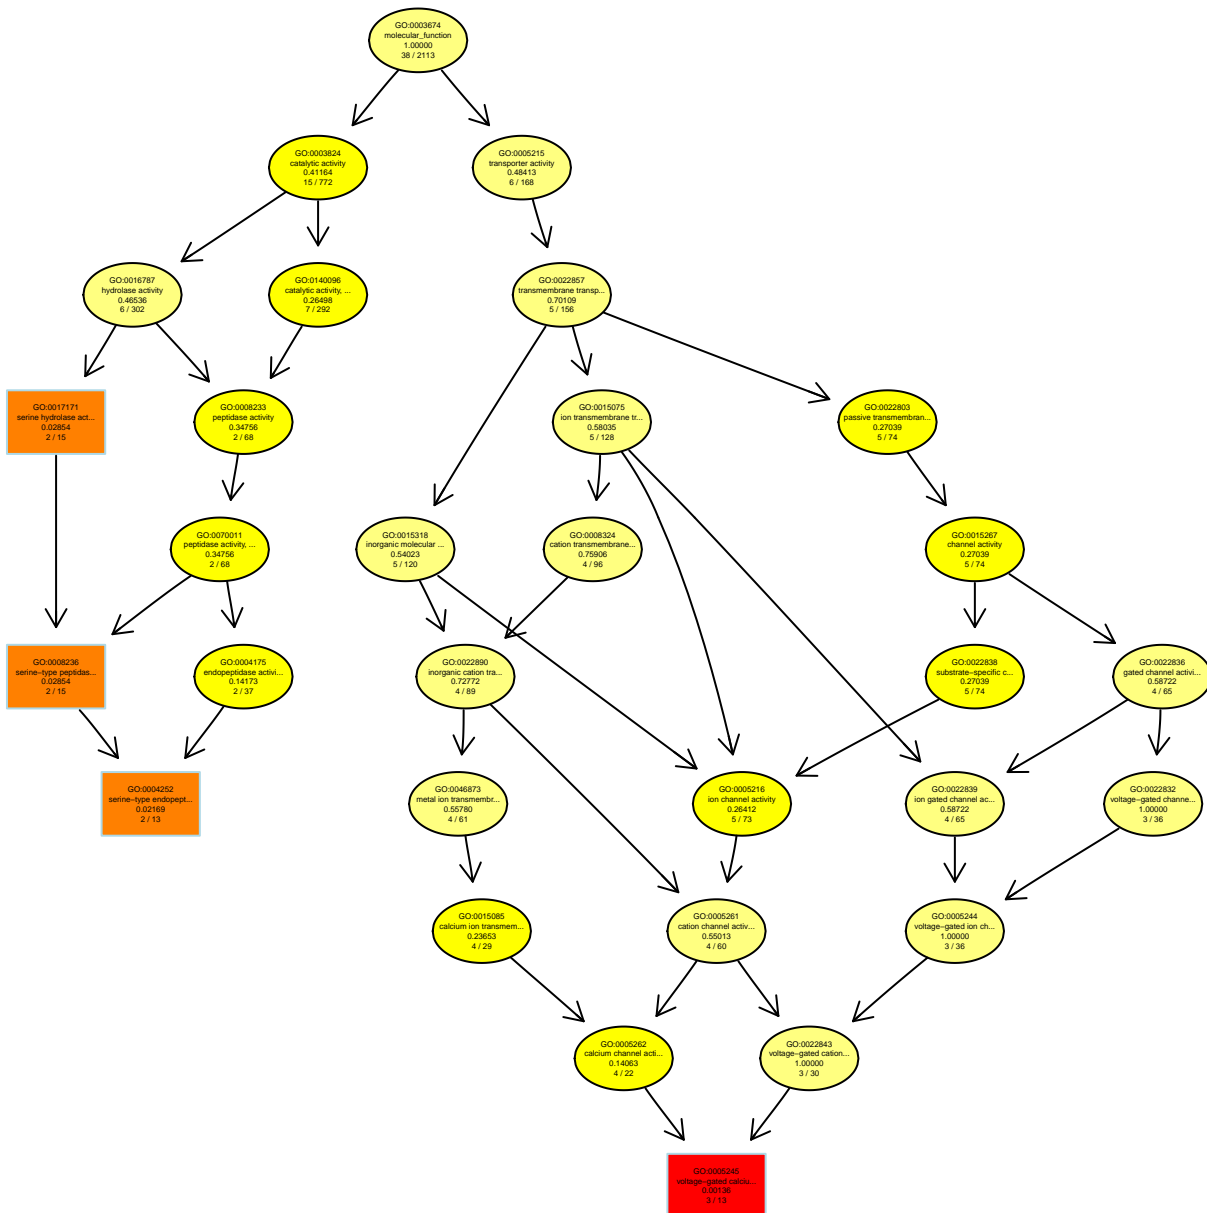 GO:0003674
molecular_function
1.00000
38 / 2113
GO:0003824
catalytic activity
0.41164
15 / 772
GO:0005215
transporter activity
0.48413
6 / 168
GO:0016787
hydrolase activity
0.46536
6 / 302
GO:0140096
catalytic activity, ...
0.26498
7 / 292
GO:0022857
transmembrane transp...
0.70109
5 / 156
GO:0017171
serine hydrolase act...
0.02854
2 / 15
GO:0008233
peptidase activity
0.34756
2 / 68
GO:0015075
ion transmembrane tr...
0.58035
5 / 128
GO:0022803
passive transmembran...
0.27039
5 / 74
GO:0070011
peptidase activity, ...
0.34756
2 / 68
GO:0015318
inorganic molecular ...
0.54023
5 / 120
GO:0008324
cation transmembrane...
0.75906
4 / 96
GO:0015267
channel activity
0.27039
5 / 74
GO:0008236
serine−type peptidas...
0.02854
2 / 15
GO:0004175
endopeptidase activi...
0.14173
2 / 37
GO:0022890
inorganic cation tra...
0.72772
4 / 89
GO:0022838
substrate−specific c...
0.27039
5 / 74
GO:0022836
gated channel activi...
0.58722
4 / 65
GO:0004252
serine−type endopept...
0.02169
2 / 13
GO:0046873
metal ion transmembr...
0.55780
4 / 61
GO:0005216
ion channel activity
0.26412
5 / 73
GO:0022839
ion gated channel ac...
0.58722
4 / 65
GO:0022832
voltage−gated channe...
1.00000
3 / 36
GO:0015085
calcium ion transmem...
0.23653
4 / 29
GO:0005261
cation channel activ...
0.55013
4 / 60
GO:0005244
voltage−gated ion ch...
1.00000
3 / 36
GO:0005262
calcium channel acti...
0.14063
4 / 22
GO:0022843
voltage−gated cation...
1.00000
3 / 30
GO:0005245
voltage−gated calciu...
0.00136
3 / 13